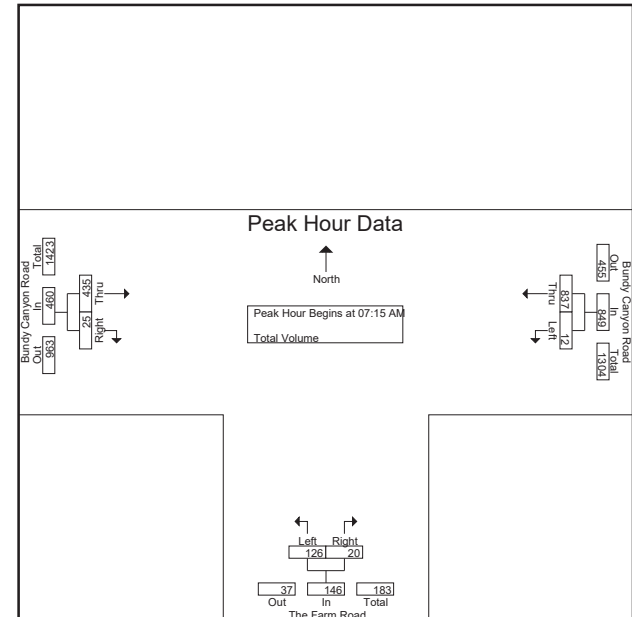 Peak Hour Data
North
Peak Hour Begins at 07:15 AM
Total Volume
Bundy Canyon Road
Out
In
Total
963
460
1423
Right
Thru
25
435
Bundy Canyon Road
Out
In
Total
455
849
1304
Thru
Left
837
12
Left
Right
126
20
37
146
183
Out
In
Total
The Farm Road